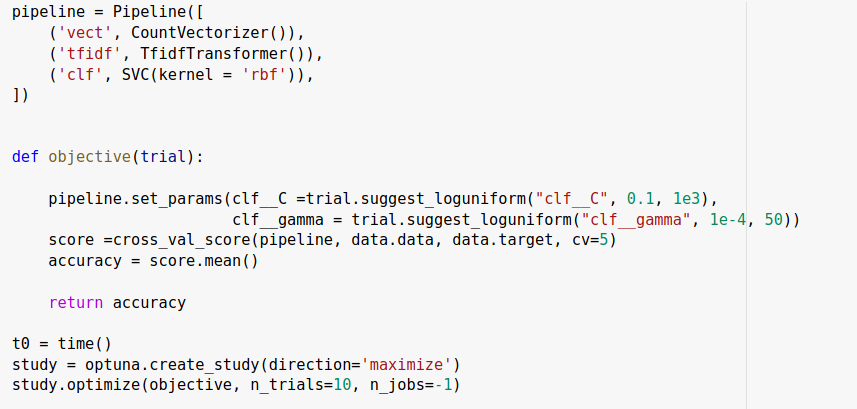 pipeline = Pipeline([
    ('vect', CountVectorizer()),
    ('tfidf', TfidfTransformer()),
    ('clf', SVC(kernel = 'rbf')),
])
def objective(trial):
    pipeline.set_params(clf__C =trial.suggest_loguniform("clf__C", 0.1, 1e3),
                        clf__gamma = trial.suggest_loguniform("clf__gamma", 1e-4, 50))
    score =cross_val_score(pipeline, data.data, data.target, cv=5)
    accuracy = score.mean()
    return accuracy
t0 = time()
study = optuna.create_study(direction='maximize')
study.optimize(objective, n_trials=10, n_jobs=-1)